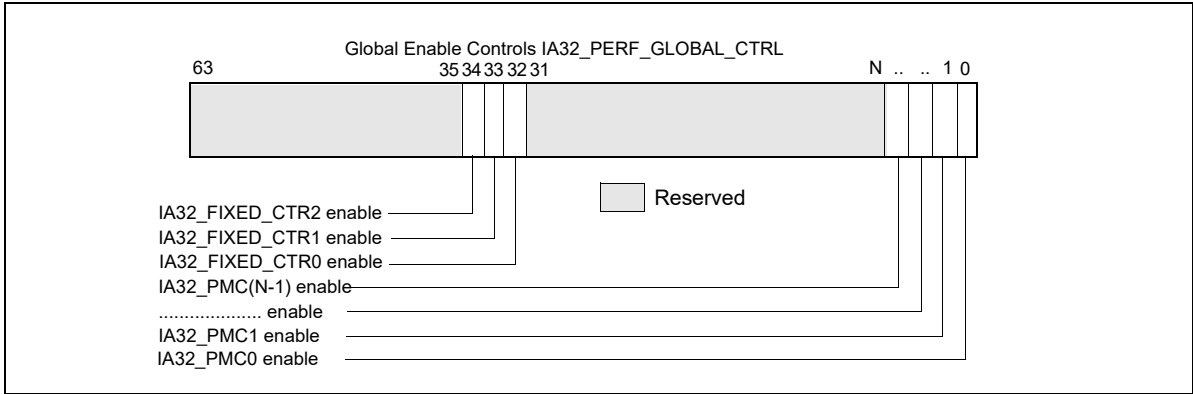 Global Enable Controls IA32_PERF_GLOBAL_CTRL
63 35 34 33 32 31 N .. .. 1 0
Reserved
IA32_FIXED_CTR2 enable
IA32_FIXED_CTR1 enable
IA32_FIXED_CTR0 enable
IA32_PMC(N-1) enable
.................... enable
IA32_PMC1 enable
IA32_PMC0 enable